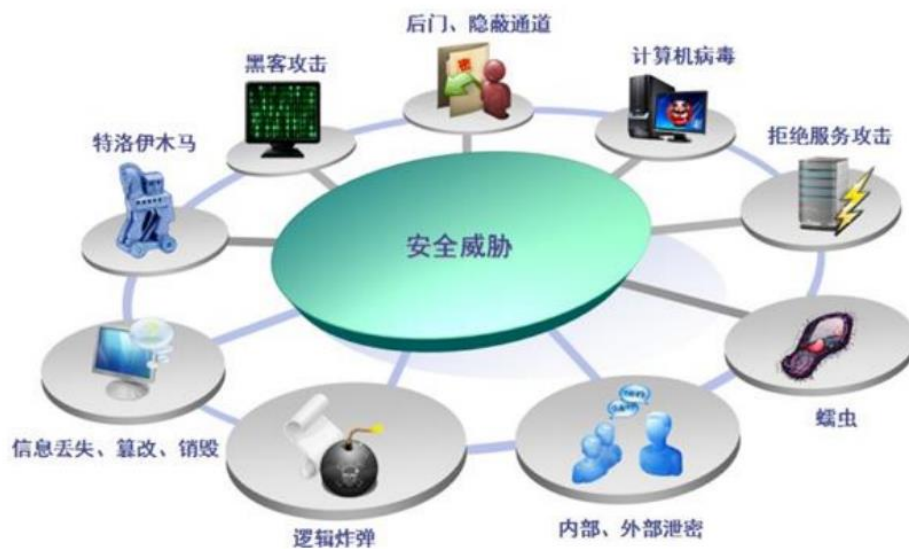 后门、隐蔽通道
黑客攻击
计算机病毒
特洛伊木马
拒绝服务攻击
密
安全威胁
信息丢失、篡改、销毁
蠕虫
逻辑炸弹
内部、外部泄密